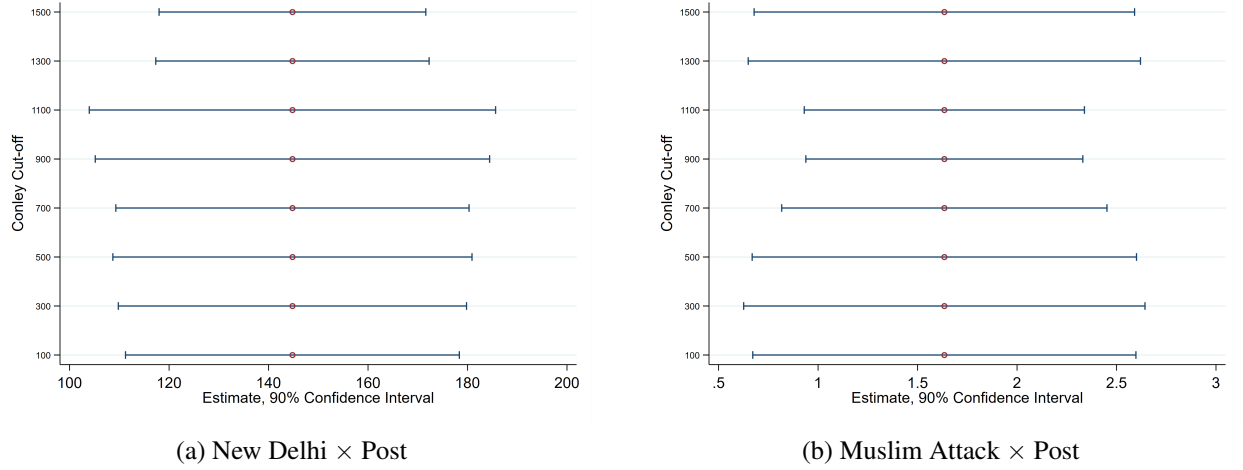 Conley Cut-off
1500
1300
1100
900
700
500
300
100
100 120 140 160 180 200
Estimate, 90% Confidence Interval
(a) New Delhi × Post
Conley Cut-off
1500
1300
1100
900
700
500
300
100
.5 1 1.5 2 2.5 3
Estimate, 90% Confidence Interval
(b) Muslim Attack × Post